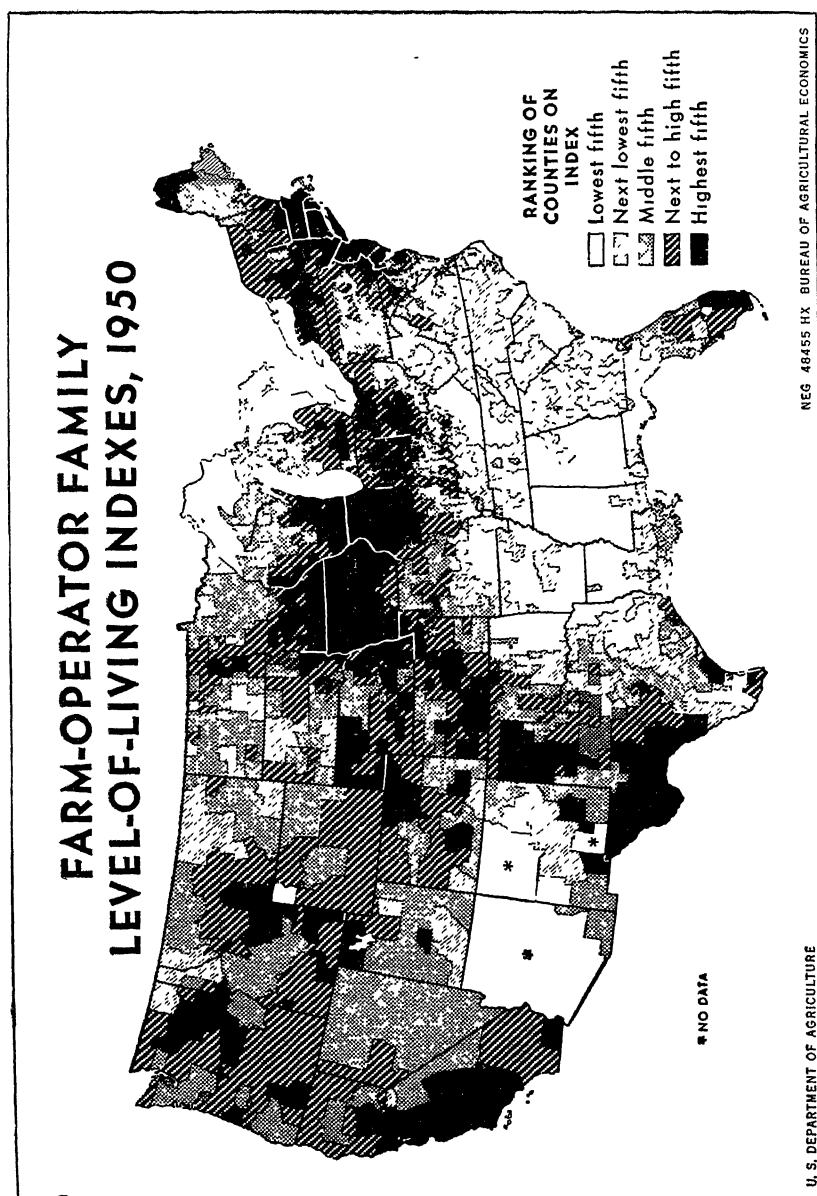 FARM-OPERATOR FAMILY
LEVEL-OF-LIVING INDEXES, 1950
RANKING OF
COUNTIES ON
INDEX
Lowest fifth
Next lowest fifth
Middle fifth
Next to high fifth
Highest fifth
*
*
*
* NO DATA
U. S. DEPARTMENT OF AGRICULTURE
NEG 48455 HX BUREAU OF AGRICULTURAL ECONOMICS